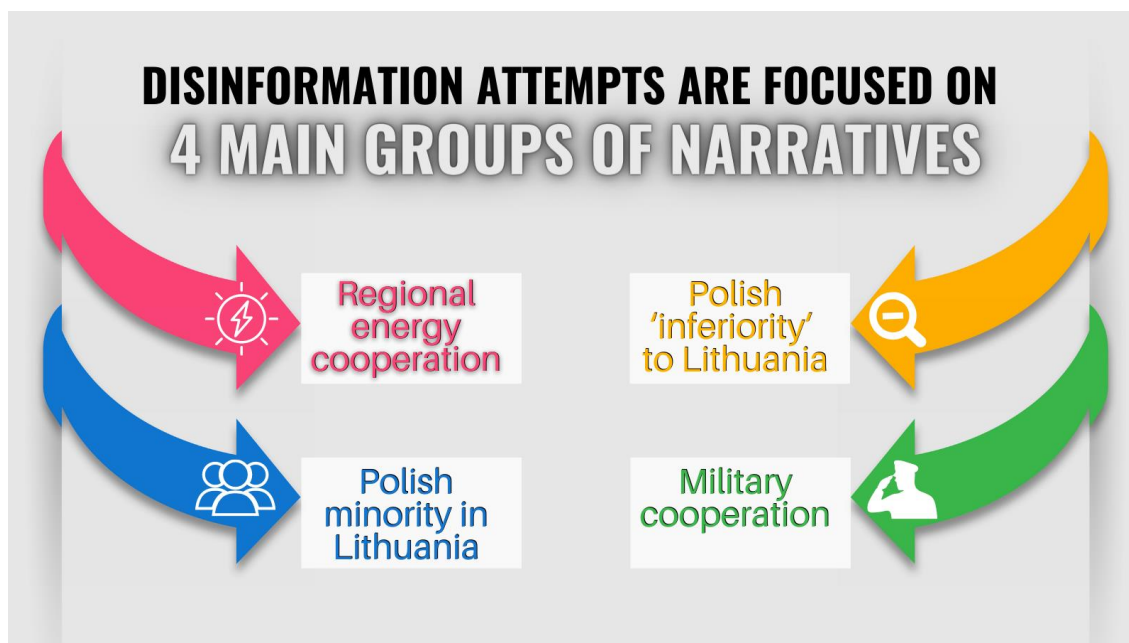 DISINFORMATION ATTEMPTS ARE FOCUSED ON
4 MAIN GROUPS OF NARRATIVES
Regional
energy
cooperation
Polish
'inferiority'
to Lithuania
Polish
minority in
Lithuania
Military
cooperation